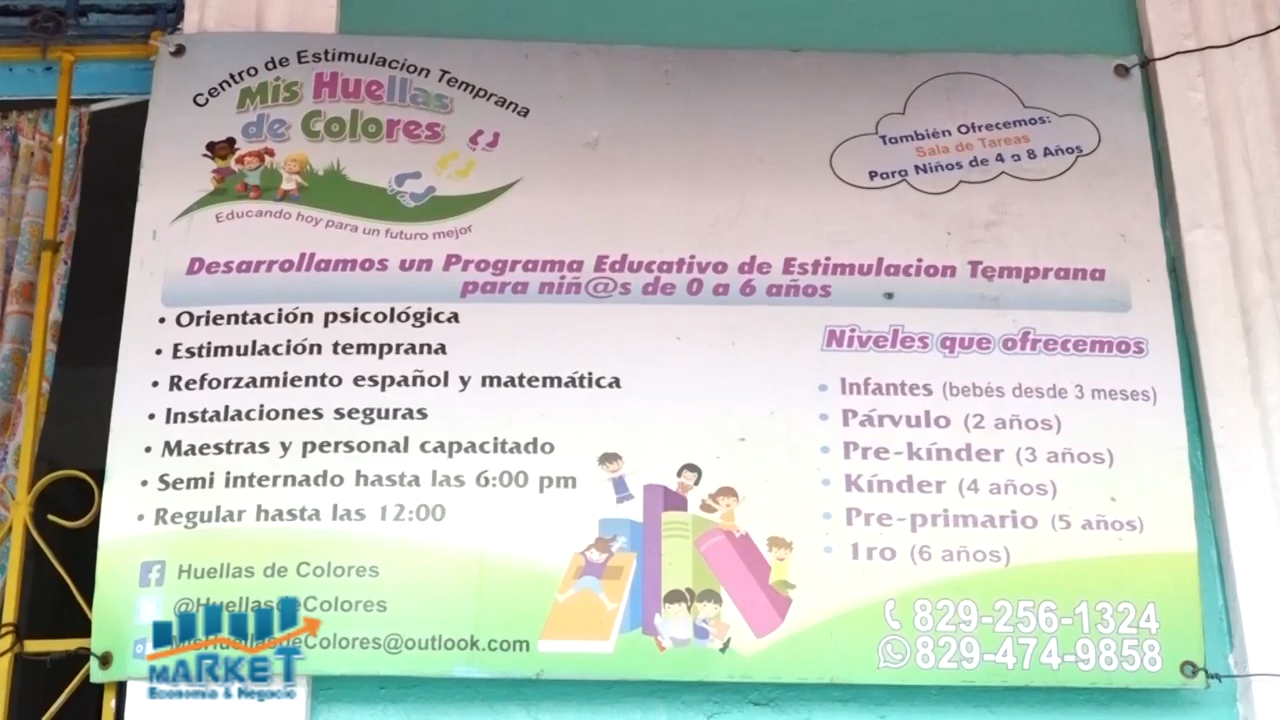 Centro de Estimulacion Temprana
Mis Huellas
de Colores
Educando hoy para un futuro mejor
También Ofrecemos:
Sala de Tareas
Para Niños de 4 a 8 Años
Desarrollamos un Programa Educativo de Estimulacion Temprana
para niñ@s de 0 a 6 años
• Orientación psicológica
• Estimulación temprana
• Reforzamiento español y matemática
• Instalaciones seguras
• Maestras y personal capacitado
• Semi internado hasta las 6:00 pm
• Regular hasta las 12:00
Niveles que ofrecemos
• Infantes (bebés desde 3 meses)
• Párvulo (2 años)
• Pre-kínder (3 años)
• Kínder (4 años)
• Pre-primario (5 años)
• 1ro (6 años)
Huellas de Colores
@HuellasdeColores
MisHuellasdeColores@outlook.com
829-256-1324
829-474-9858
MARKET
Economía & Negocio